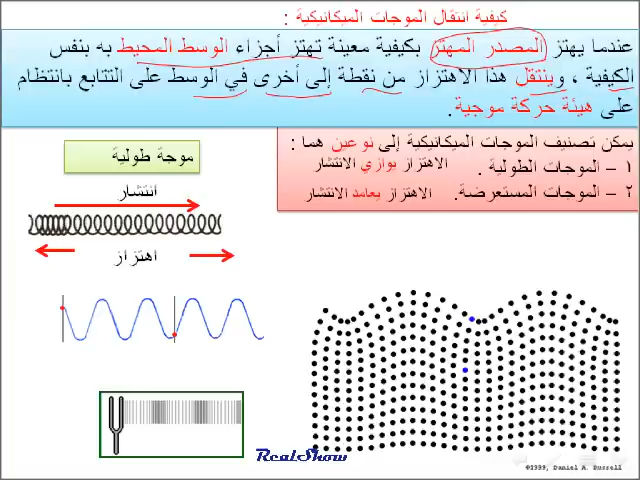 كيفية انتقال الموجات الميكانيكية :
عندما يهتز المصدر المهتز بكيفية معينة تهتز أجزاء الوسط المحيط به بنفس
الكيفية ، وينتقل هذا الاهتزاز من نقطة إلى أخرى في الوسط على التتابع بانتظام
على هيئة حركة موجية.
يمكن تصنيف الموجات الميكانيكية إلى نوعين هما :
١ – الموجات الطولية . الاهتزاز يوازي الانتشار
٢ – الموجات المستعرضة. الاهتزاز يعامد الانتشار
موجة طولية
انتشار
اهتزاز
RealShow
©1999, Daniel A. Russell